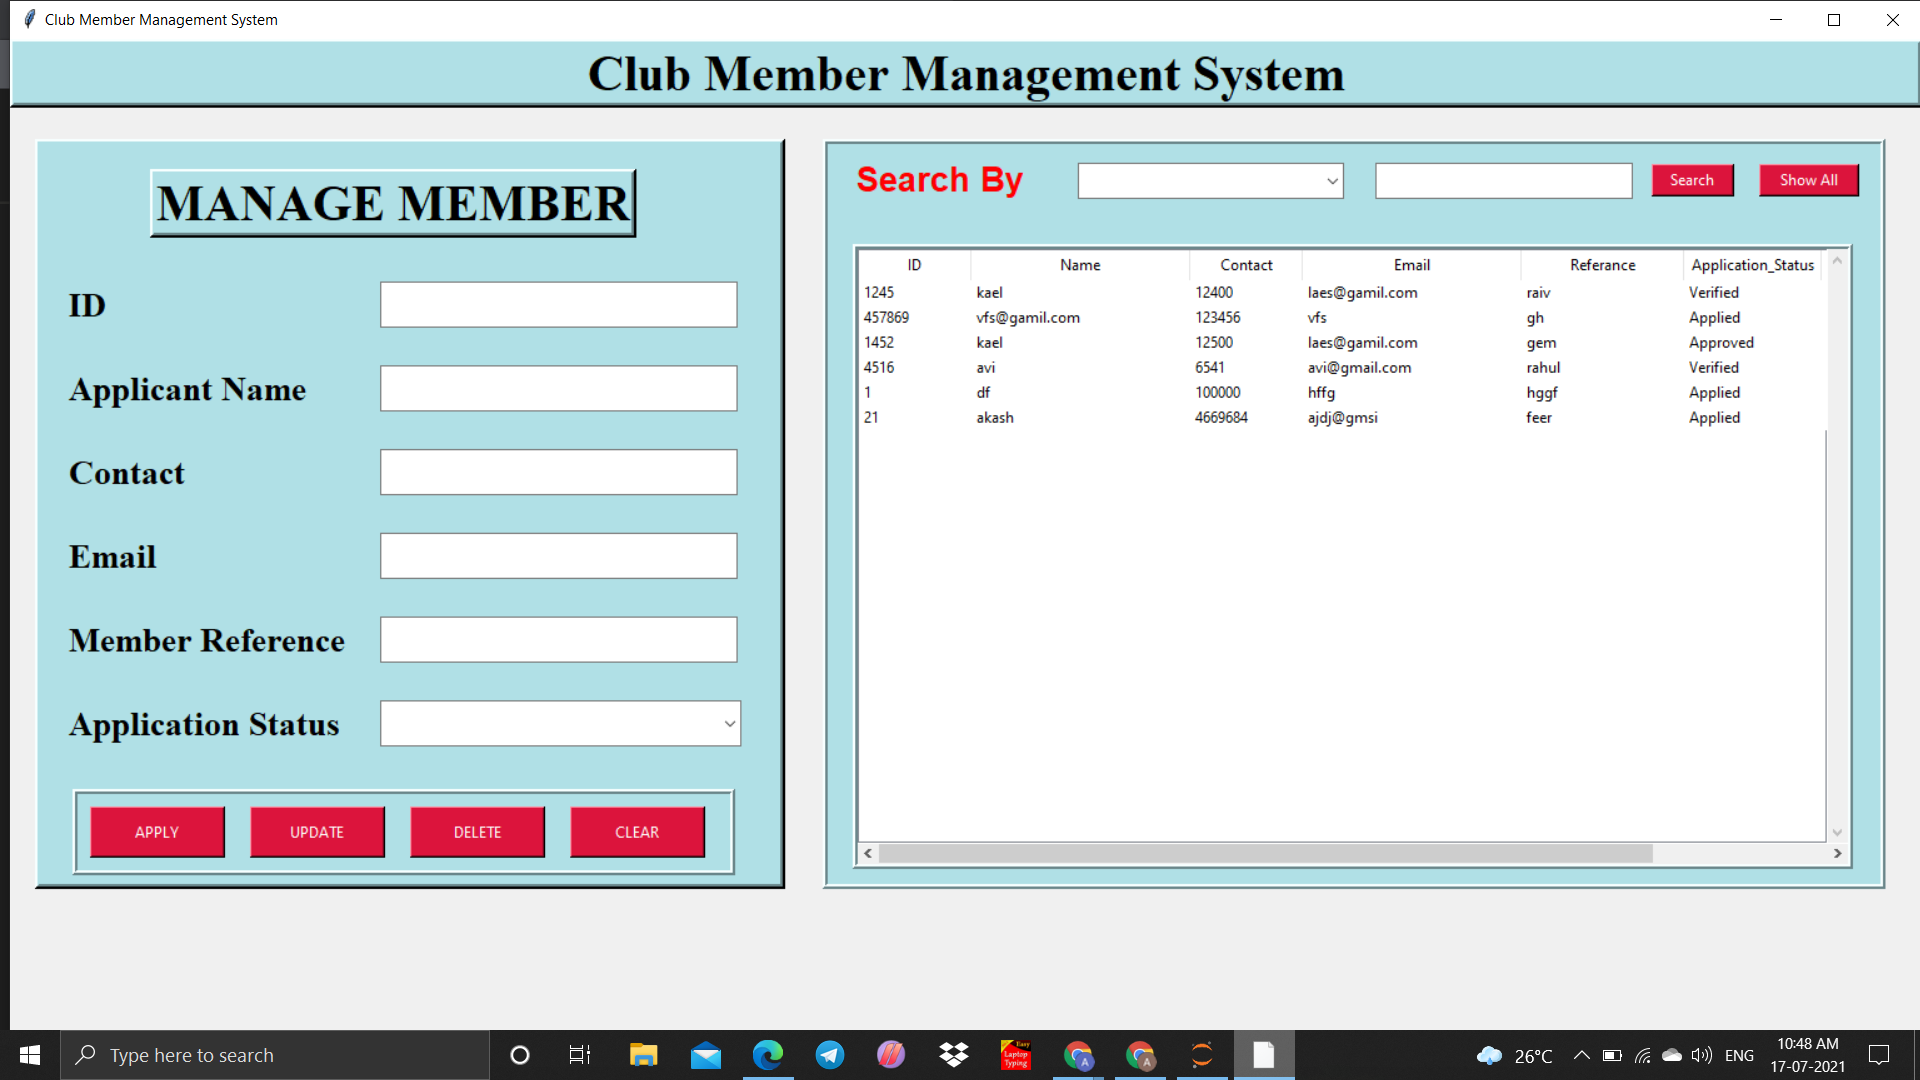 Club Member Management System
Club Member Management System
MANAGE MEMBER
ID
Applicant Name
Contact
Email
Member Reference
Application Status
APPLY UPDATE DELETE CLEAR
Search By Search Show All
ID Name Contact Email Referance Application_Status
1245 kael 12400 laes@gamil.com raiv Verified
457869 vfs@gamil.com 123456 vfs gh Applied
1452 kael 12500 laes@gamil.com gem Approved
4516 avi 6541 avi@gmail.com rahul Verified
1 df 100000 hffg hggf Applied
21 akash 4669684 ajdj@gmsi feer Applied
Type here to search
Easy
Laptop
Typing
A
A
26°C
ENG
10:48 AM
17-07-2021